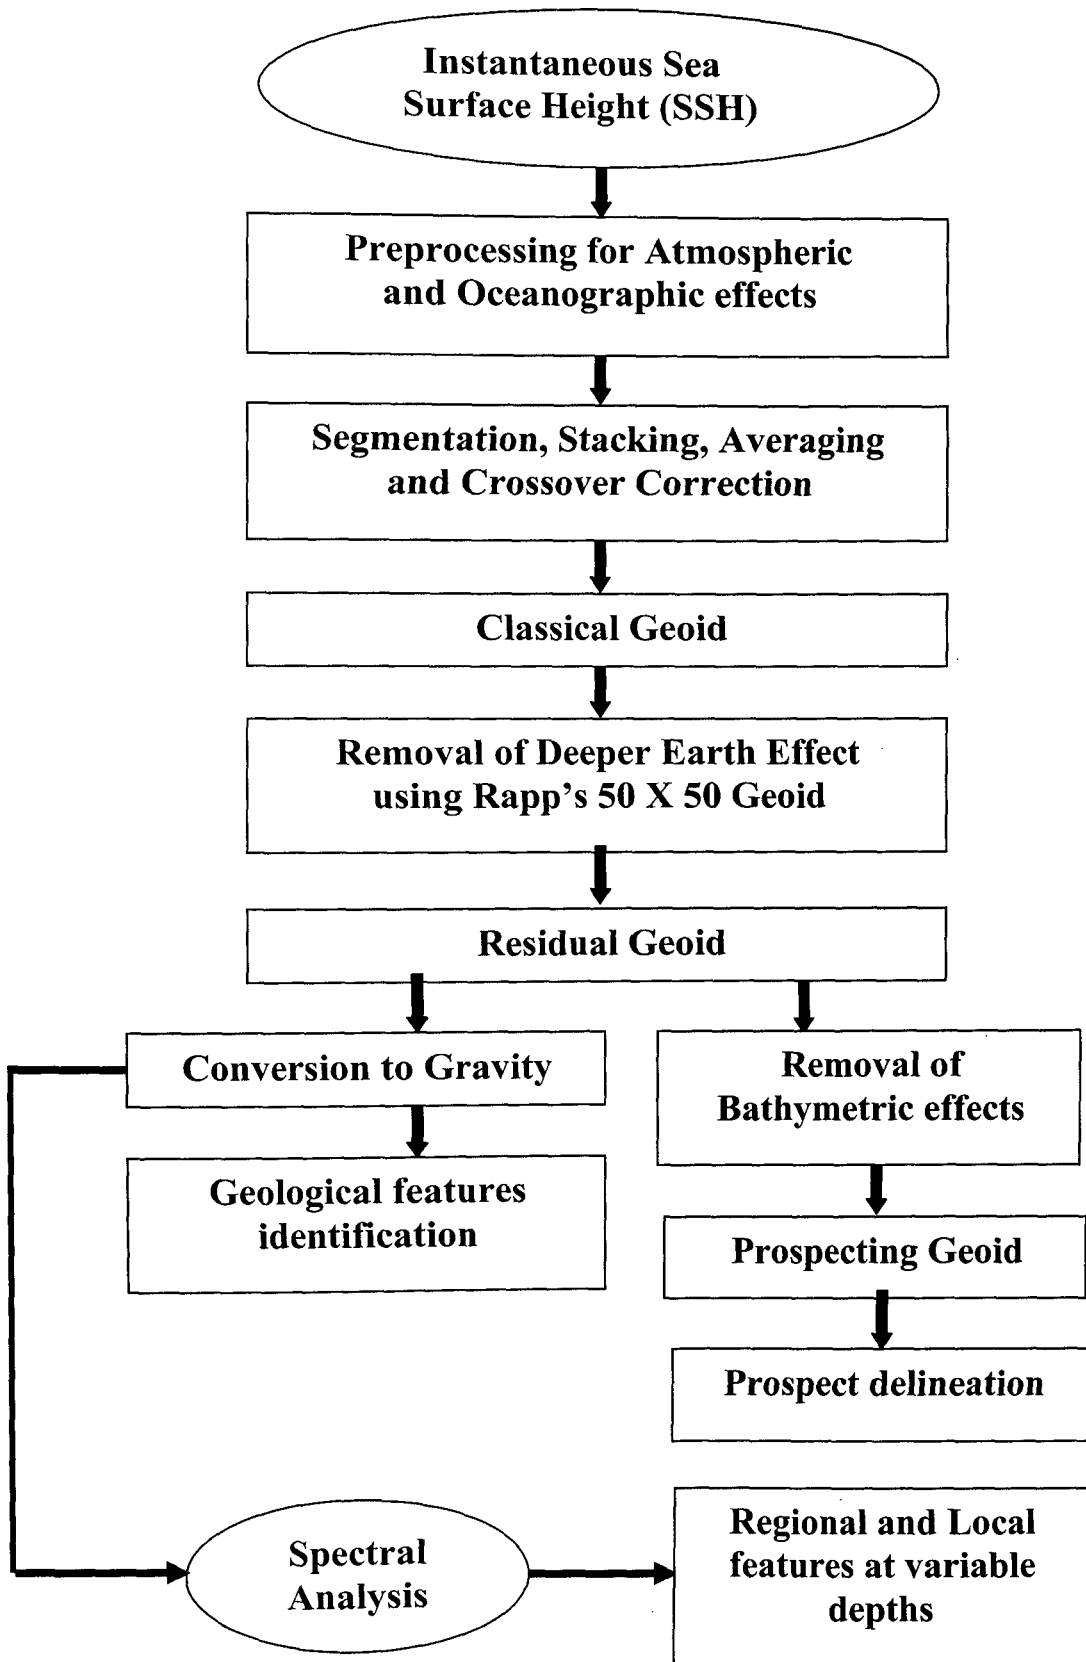 Instantaneous Sea
Surface Height (SSH)
Preprocessing for Atmospheric
and Oceanographic effects
Segmentation, Stacking, Averaging
and Crossover Correction
Classical Geoid
Removal of Deeper Earth Effect
using Rapp's 50 X 50 Geoid
Residual Geoid
Conversion to Gravity
Geological features
identification
Removal of
Bathymetric effects
Prospecting Geoid
Prospect delineation
Spectral
Analysis
Regional and Local
features at variable
depths